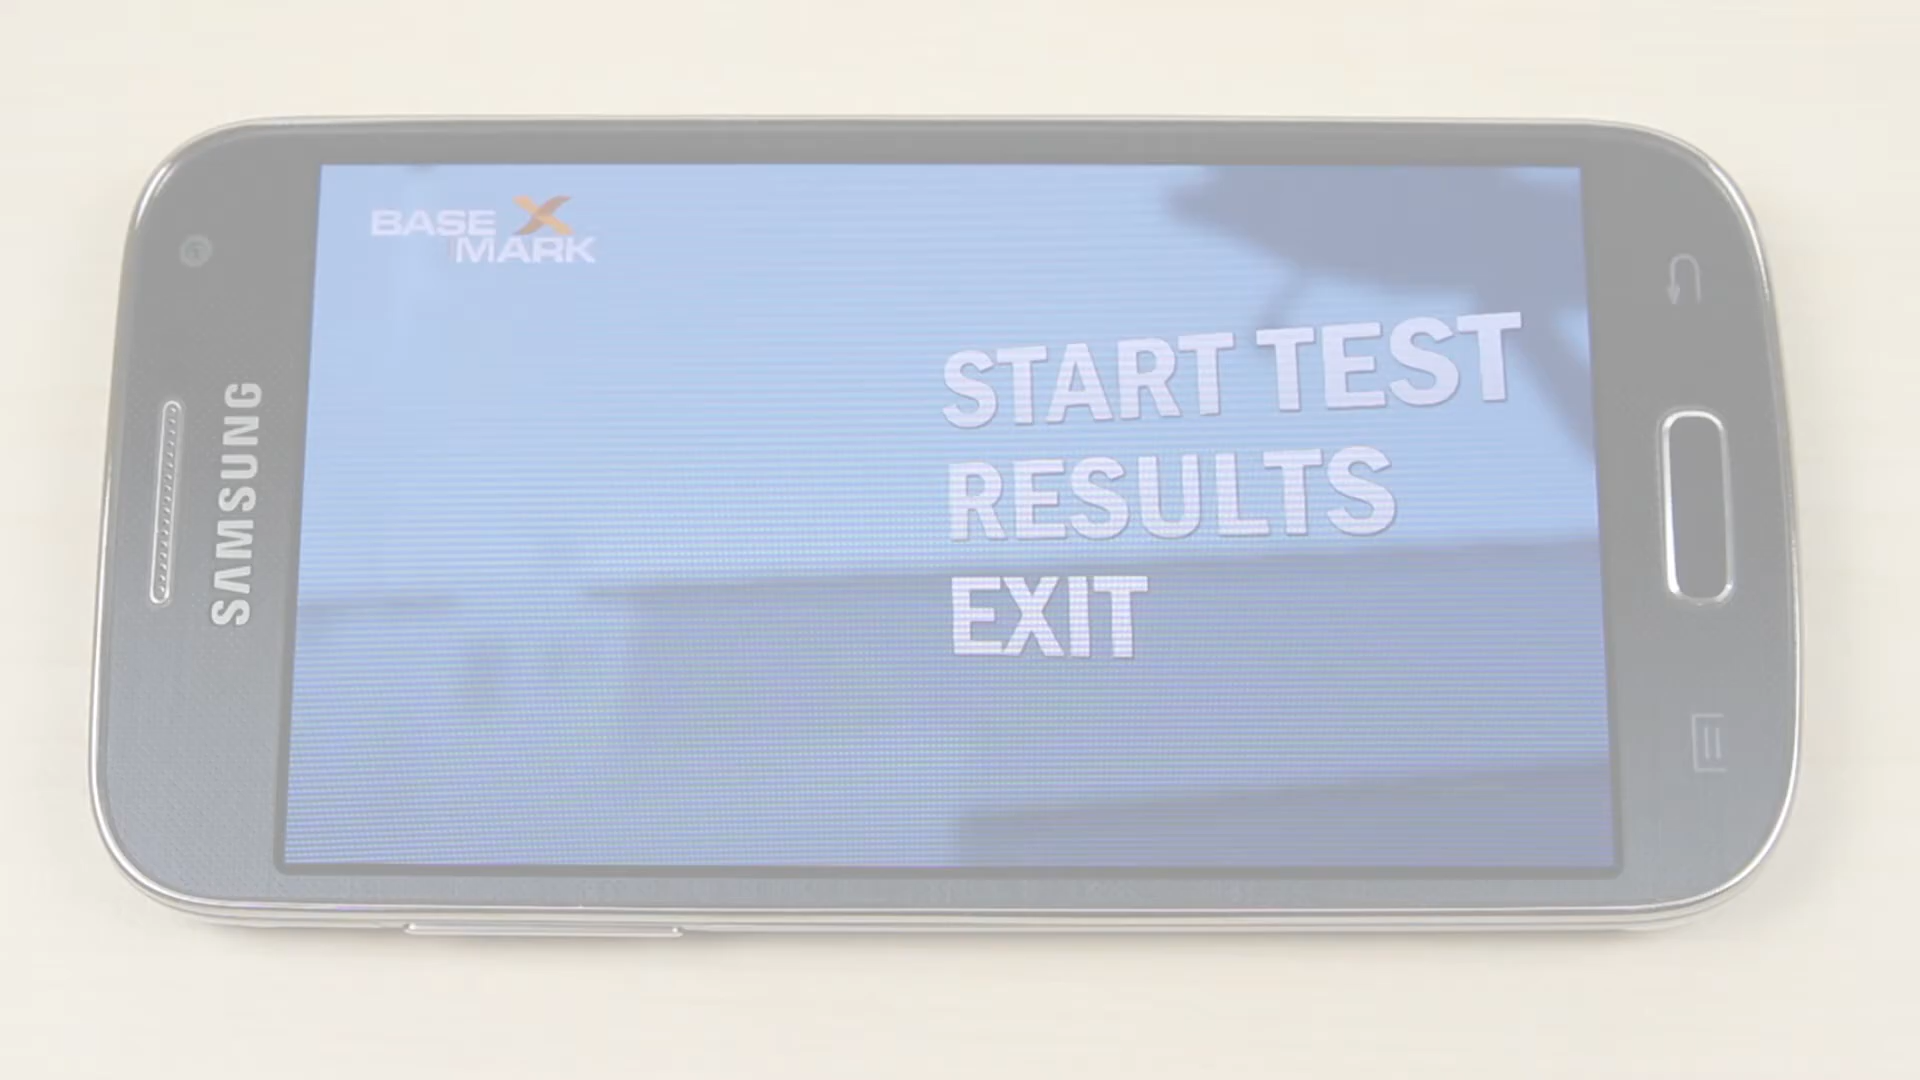 BASE X
MARK
START TEST
RESULTS
EXIT
SAMSUNG